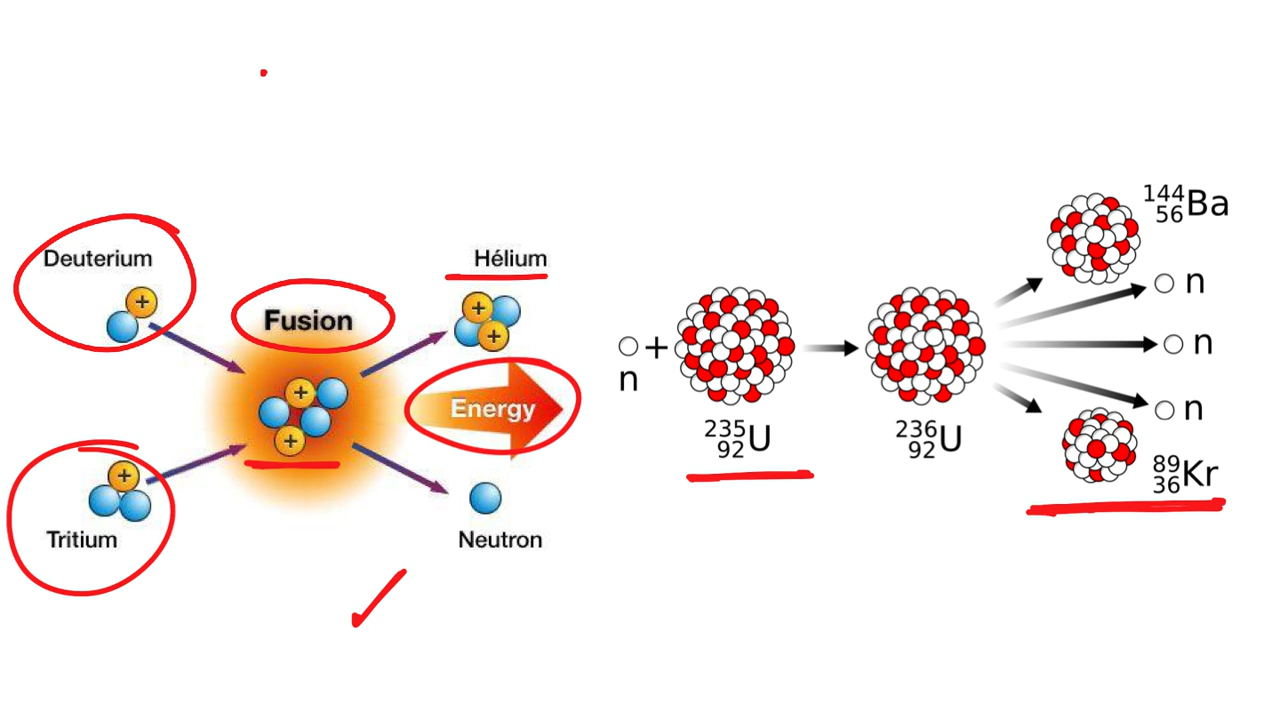 Deuterium
+
Tritium
+
Fusion
+
+
Hélium
+
+
Energy
Neutron
n
+
235
92U
236
92U
144
56Ba
n
n
n
89
36Kr